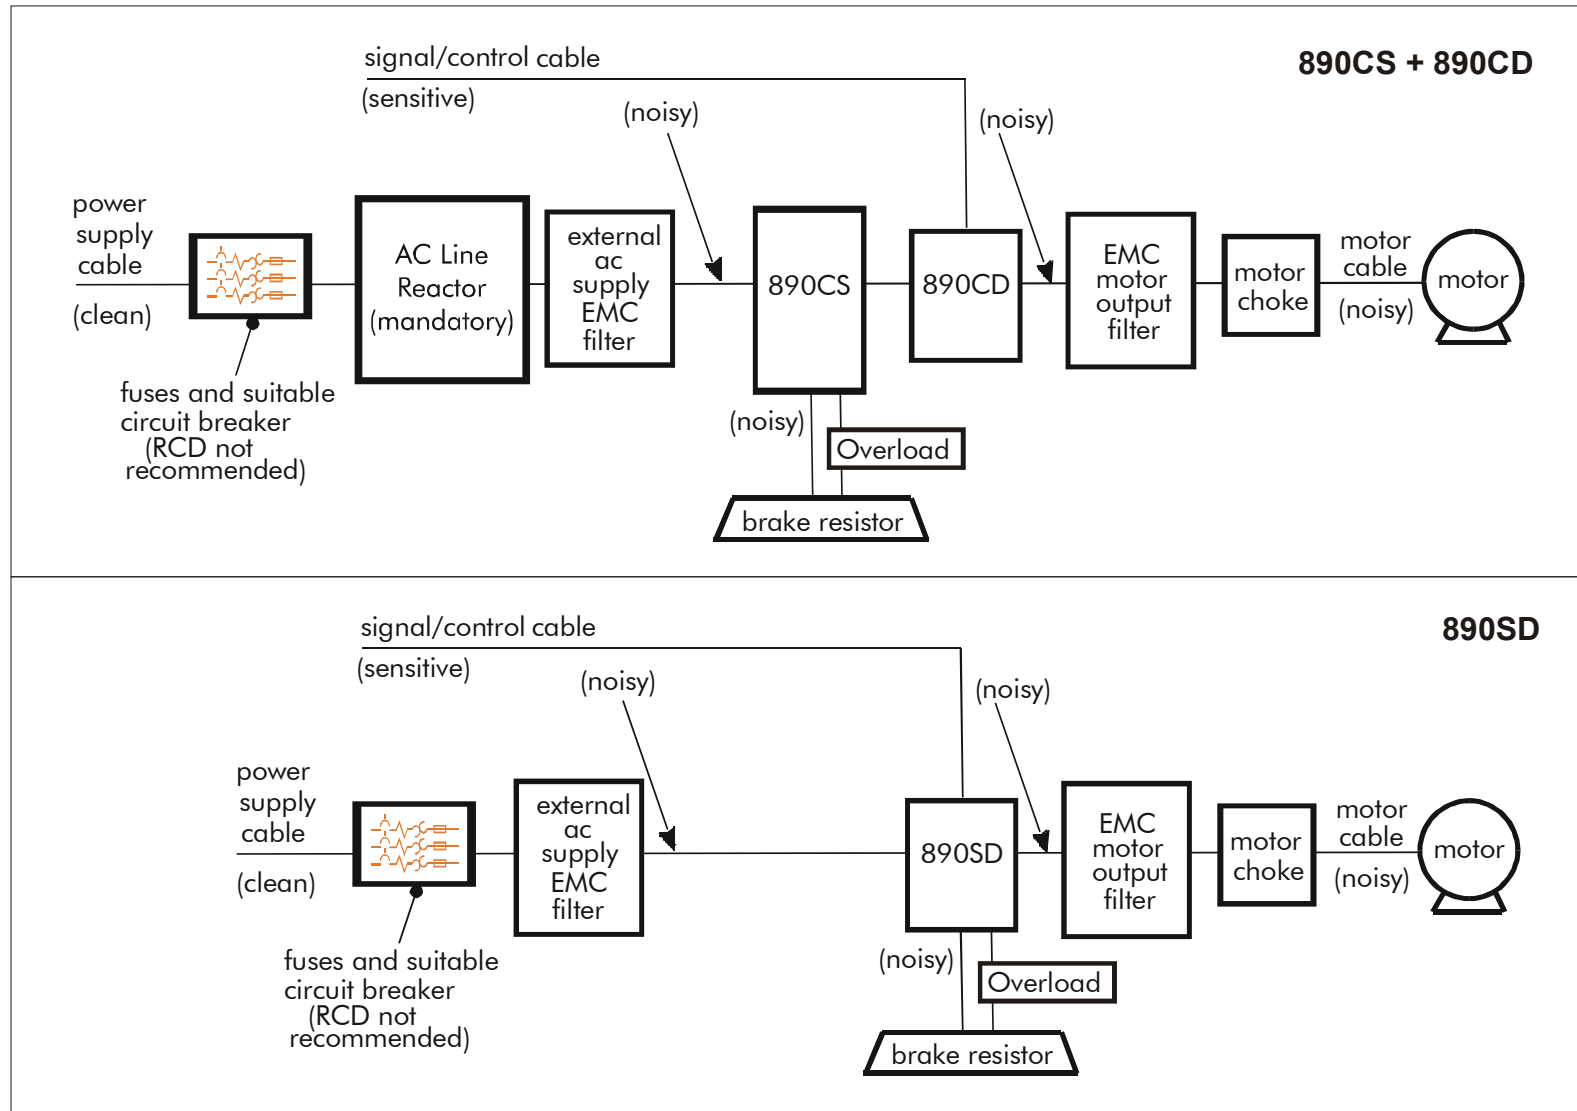 signal/control cable
(sensitive)
890CS + 890CD
(noisy)
(noisy)
power
supply
cable
(clean)
AC Line
Reactor
(mandatory)
external
ac
supply
EMC
filter
890CS
890CD
EMC
motor
output
filter
motor
choke
motor
cable
(noisy)
motor
fuses and suitable
circuit breaker
(RCD not
recommended)
(noisy)
Overload
brake resistor
signal/control cable
(sensitive)
890SD
(noisy)
(noisy)
power
supply
cable
(clean)
external
ac
supply
EMC
filter
890SD
EMC
motor
output
filter
motor
choke
motor
cable
(noisy)
motor
fuses and suitable
circuit breaker
(RCD not
recommended)
(noisy)
Overload
brake resistor